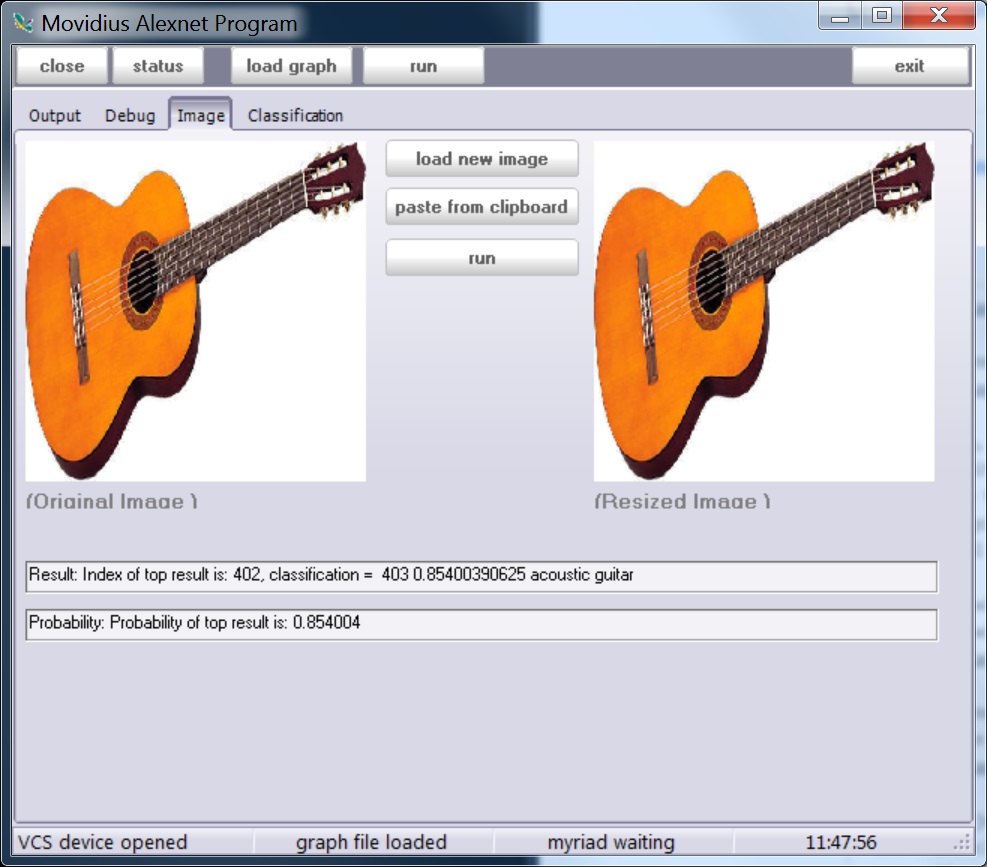 Movidius Alexnet Program
close status load graph run exit
Output Debug Image Classification
load new image
paste from clipboard
run
(Original Image ) (Resized Image )
Result: Index of top result is: 402, classification = 403 0.85400390625 acoustic guitar
Probability: Probability of top result is: 0.854004
VCS device opened graph file loaded myriad waiting 11:47:56